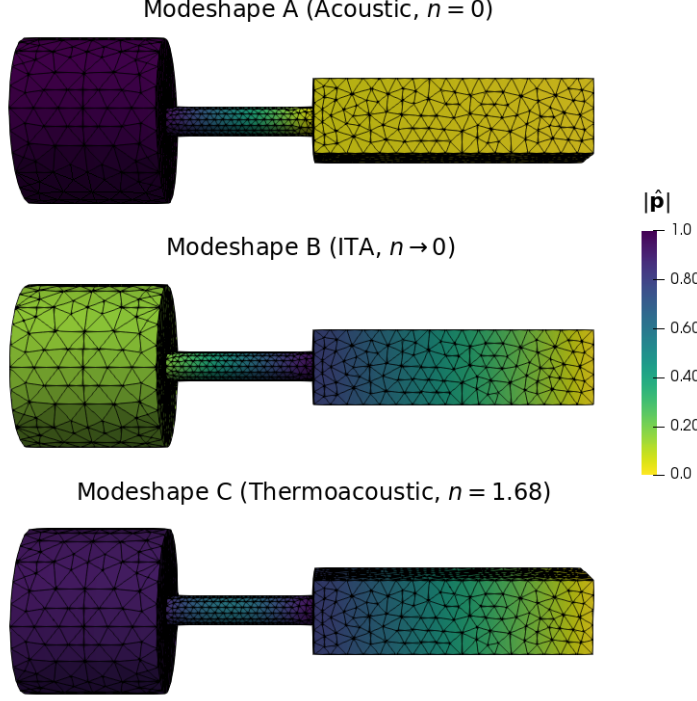 Modeshape A (Acoustic, n = 0)
|p̂|
1.0
0.80
0.60
0.40
0.20
0.0
Modeshape B (ITA, n → 0)
Modeshape C (Thermoacoustic, n = 1.68)